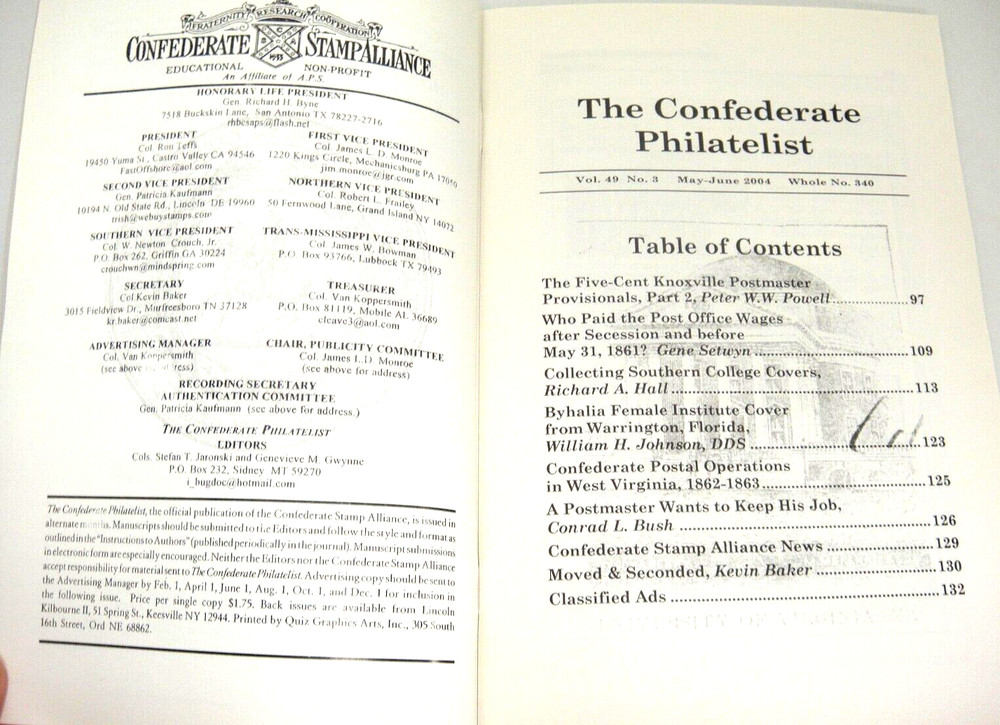 FRATERNITY RESEARCH COOPERATION
CONFEDERATE STAMP ALLIANCE
1935
EDUCATIONAL NON-PROFIT
An Affiliate of A.P.S.
HONORARY LIFE PRESIDENT
Gen. Richard H. Byne
7518 Buckskin Lane, San Antonio TX 78227-2716
rhbcsaps@flash.net
PRESIDENT
Col. Ron Teffs
19450 Yuma St., Castro Valley CA 94546
FastOffshore@aol.com
FIRST VICE PRESIDENT
Col. James L. D. Monroe
1220 Kings Circle, Mechanicsburg PA 17050
jim.monroe@jgr.com
SECOND VICE PRESIDENT
Gen. Patricia Kaufmann
10194 N. Old State Rd., Lincoln DE 19960
trish@webuystamps.com
NORTHERN VICE PRESIDENT
Col. Robert L. Frailey
50 Fernwood Lane, Grand Island NY 14072
SOUTHERN VICE PRESIDENT
Col. W. Newton Crouch, Jr.
P.O. Box 262, Griffin GA 30224
crouchwn@mindspring.com
TRANS-MISSISSIPPI VICE PRESIDENT
Col. James W. Bowman
P.O. Box 93766, Lubbock TX 79493
SECRETARY
Col.Kevin Baker
3015 Fieldview Dr., Murfreesboro TN 37128
kr.baker@comcast.net
TREASURER
Col. Van Koppersmith
P.O. Box 81119, Mobile AL 36689
cleave3@aol.com
ADVERTISING MANAGER
Col. Van Koppersmith
(see above for address)
CHAIR, PUBLICITY COMMITTEE
Col. James L.D. Monroe
(see above for address)
RECORDING SECRETARY
AUTHENTICATION COMMITTEE
Gen. Patricia Kaufmann (see above for address.)
THE CONFEDERATE PHILATELIST
EDITORS
Cols. Stefan T. Jaronski and Genevieve M. Gwynne
P.O. Box 232, Sidney MT 59270
i_bugdoc@hotmail.com
The Confederate Philatelist, the official publication of the Confederate Stamp Alliance, is issued in
alternate months. Manuscripts should be submitted to the Editors and follow the style and format as
outlined in the "Instructions to Authors" (published periodically in the journal). Manuscript submissions
in electronic form are especially encouraged. Neither the Editors nor the Confederate Stamp Alliance
accept responsibility for material sent to The Confederate Philatelist. Advertising copy should be sent to
the Advertising Manager by Feb. 1, April 1, June 1, Aug. 1, Oct. 1, and Dec. 1 for inclusion in
the following issue. Price per single copy $1.75. Back issues are available from Lincoln
Kilbourne II, 51 Spring St., Keesville NY 12944. Printed by Quiz Graphics Arts, Inc., 305 South
16th Street, Ord NE 68862.
The Confederate
Philatelist
Vol. 49 No. 3 May-June 2004 Whole No. 340
Table of Contents
The Five-Cent Knoxville Postmaster
Provisionals, Part 2, Peter W.W. Powell ..................97
Who Paid the Post Office Wages
after Secession and before
May 31, 1861? Gene Setwyn ..............................109
Collecting Southern College Covers,
Richard A. Hall ..................................................113
Byhalia Female Institute Cover
from Warrington, Florida,
William H. Johnson, DDS ..................................123
Confederate Postal Operations
in West Virginia, 1862-1863................................125
A Postmaster Wants to Keep His Job,
Conrad L. Bush ..................................................126
Confederate Stamp Alliance News .....................129
Moved & Seconded, Kevin Baker .......................130
Classified Ads .....................................................132